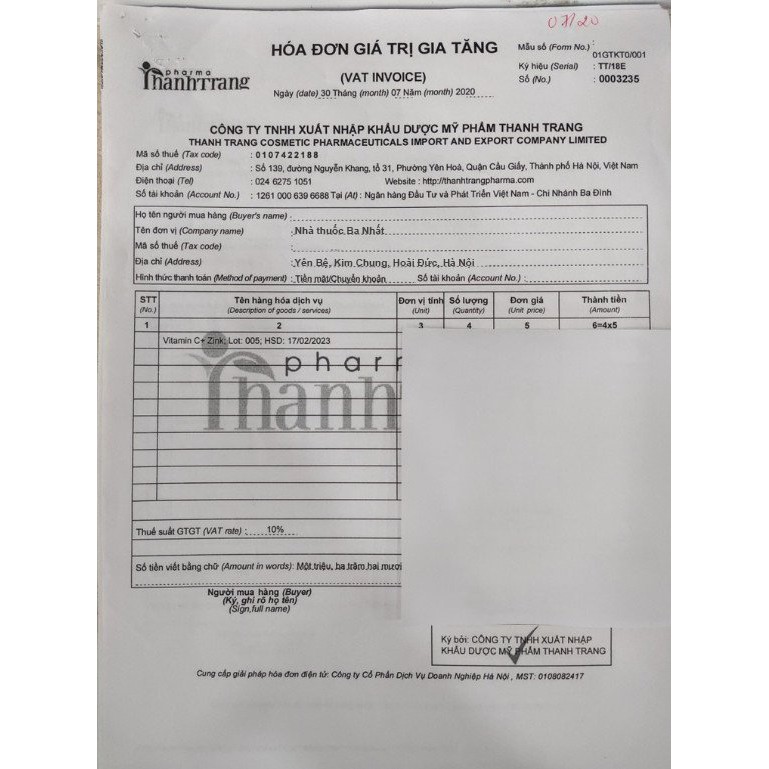 07/20
pharma
ThanhTrang
HÓA ĐƠN GIÁ TRỊ GIA TĂNG
(VAT INVOICE)
Ngày (date) 30 Tháng (month) 07 Năm (month) 2020
Mẫu số (Form No.) : 01GTKT0/001
Ký hiệu (Serial) : TT/18E
Số (No.) : 0003235
CÔNG TY TNHH XUẤT NHẬP KHẨU DƯỢC MỸ PHẨM THANH TRANG
THANH TRANG COSMETIC PHARMACEUTICALS IMPORT AND EXPORT COMPANY LIMITED
Mã số thuế (Tax code) : 0107422188
Địa chỉ (Address) : Số 139, đường Nguyễn Khang, tổ 31, Phường Yên Hoà, Quận Cầu Giấy, Thành phố Hà Nội, Việt Nam
Điện thoại (Tel) : 024 6275 1051 Website : http://thanhtrangpharma.com
Số tài khoản (Account No.) : 1261 000 639 6688 Tại (At) : Ngân hàng Đầu Tư và Phát Triển Việt Nam - Chi Nhánh Ba Đình
Họ tên người mua hàng (Buyer's name) :
Tên đơn vị (Company name) : Nhà thuốc Ba Nhất
Mã số thuế (Tax code) :
Địa chỉ (Address) : Yên Bệ, Kim Chung, Hoài Đức, Hà Nội
Hình thức thanh toán (Method of payment) : Tiền mặt/Chuyển khoản Số tài khoản (Account No.) :
STT Tên hàng hóa dịch vụ Đơn vị tính Số lượng Đơn giá Thành tiền
(No.) (Description of goods / services) (Unit) (Quantity) (Unit price) (Amount)
1 2 3 4 5 6=4x5
Vitamin C+ Zink; Lot: 005; HSD: 17/02/2023
phar
Thanh
Thuế suất GTGT (VAT rate) : 10%
Số tiền viết bằng chữ (Amount in words): Một triệu, ba trăm hai mươi
Người mua hàng (Buyer)
(Ký, ghi rõ họ tên)
(Sign,full name)
Ký bởi: CÔNG TY TNHH XUẤT NHẬP
KHẨU DƯỢC MỸ PHẨM THANH TRANG
Cung cấp giải pháp hóa đơn điện tử: Công ty Cổ Phần Dịch Vụ Doanh Nghiệp Hà Nội , MST: 0108082417